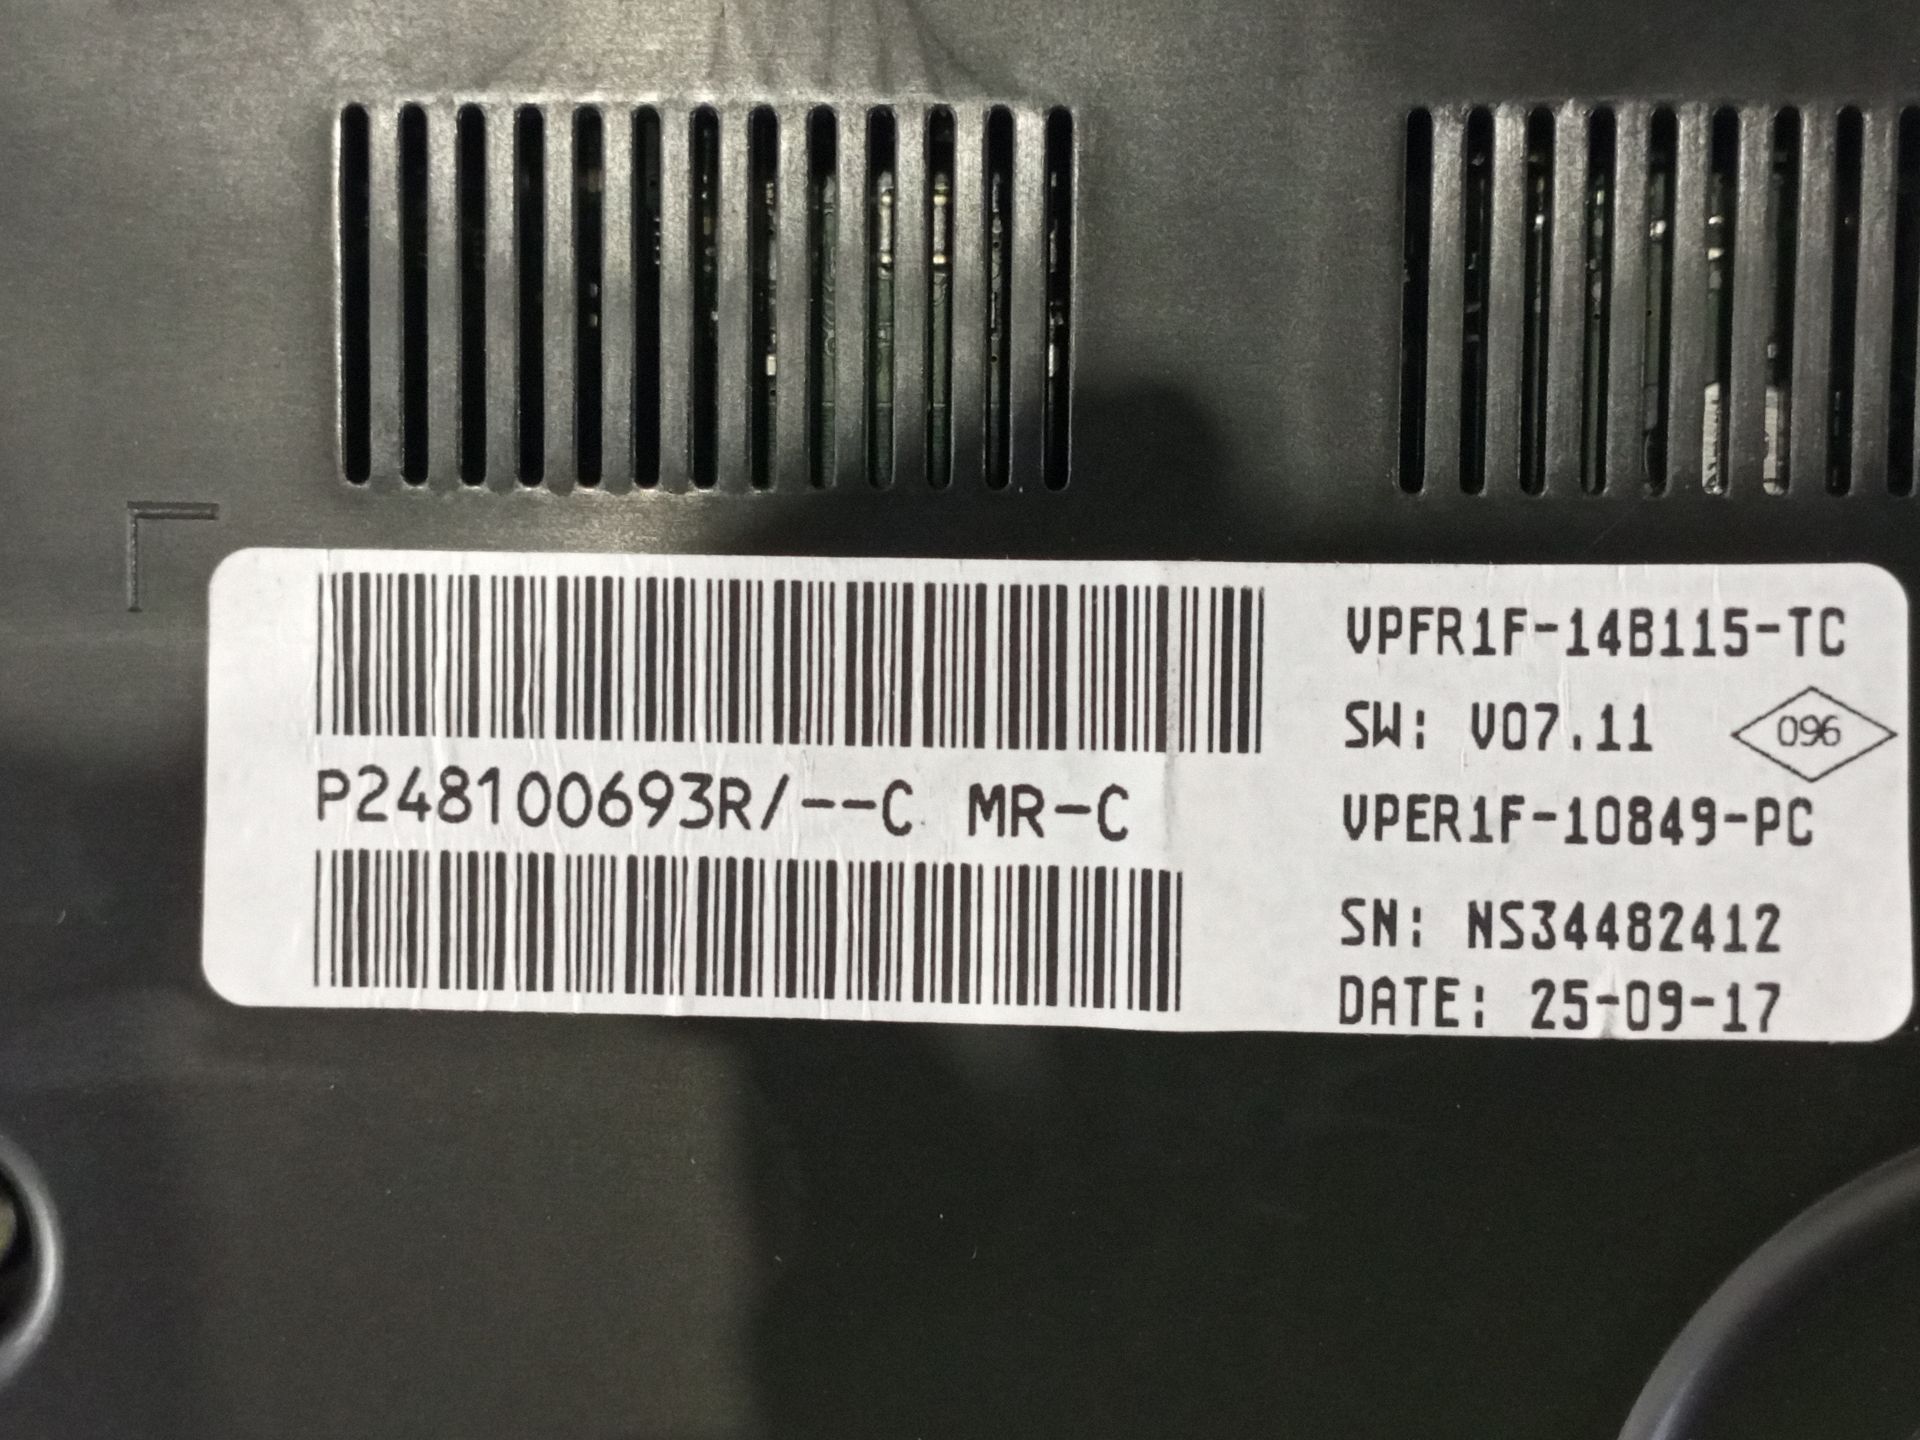 VPFR1F-14B115-TC
SW: V07.11
096
P248100693R/--C MR-C
VPER1F-10849-PC
SN: NS34482412
DATE: 25-09-17